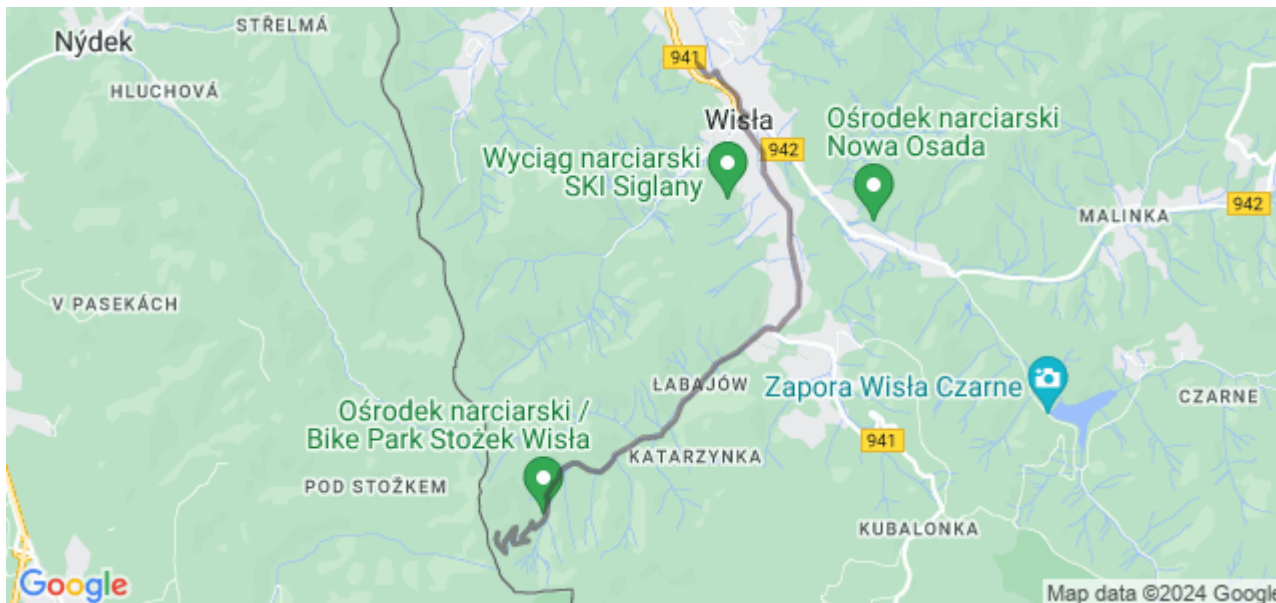 STŘELMÁ
Nýdek
941
HLUCHOVÁ
Wisła
Ośrodek narciarski
Nowa Osada
942
Wyciąg narciarski
SKI Siglany
942
MALINKA
V PASEKÁCH
ŁABAJÓW
Zapora Wisła Czarne
CZARNE
Ośrodek narciarski /
Bike Park Stożek Wisła
941
KATARZYNKA
POD STOŽKEM
KUBALONKA
Google
Map data ©2024 Google